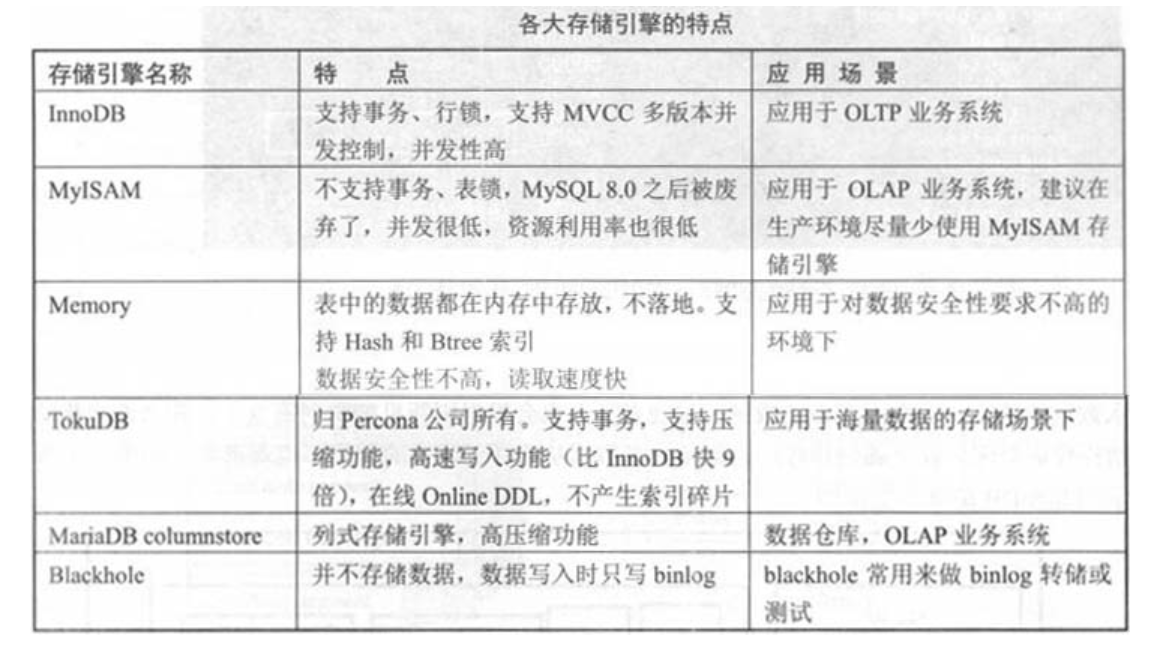 各大存储引擎的特点
存储引擎名称
特 点
应 用 场 景
InnoDB
支持事务、行锁，支持 MVCC 多版本并
发控制，并发性高
应用于 OLTP 业务系统
MyISAM
不支持事务、表锁，MySQL 8.0 之后被废
弃了，并发很低，资源利用率也很低
应用于 OLAP 业务系统，建议在
生产环境尽量少使用 MyISAM 存
储引擎
Memory
表中的数据都在内存中存放，不落地。支
持 Hash 和 Btree 索引
数据安全性不高，读取速度快
应用于对数据安全性要求不高的
环境下
TokuDB
归 Percona 公司所有。支持事务，支持压
缩功能，高速写入功能（比 InnoDB 快 9
倍），在线 Online DDL，不产生索引碎片
应用于海量数据的存储场景下
MariaDB columnstore
列式存储引擎，高压缩功能
数据仓库，OLAP 业务系统
Blackhole
并不存储数据，数据写入时只写 binlog
blackhole 常用来做 binlog 转储或
测试